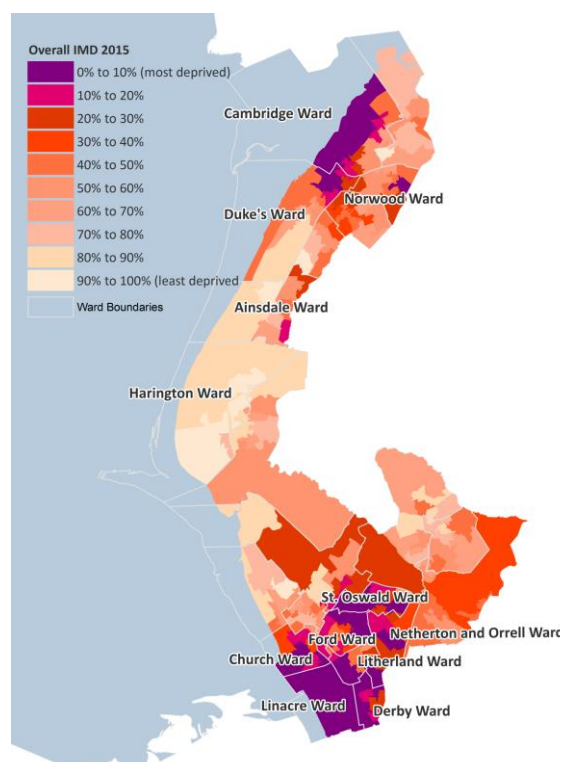 Overall IMD 2015
0% to 10% (most deprived)
10% to 20%
20% to 30%
30% to 40%
40% to 50%
50% to 60%
60% to 70%
70% to 80%
80% to 90%
90% to 100% (least deprived
Ward Boundaries
Cambridge Ward
Norwood Ward
Duke's Ward
Ainsdale Ward
Harington Ward
St. Oswald Ward
Ford Ward
Netherton and Orrell Ward
Church Ward
Litherland Ward
Linacre Ward
Derby Ward